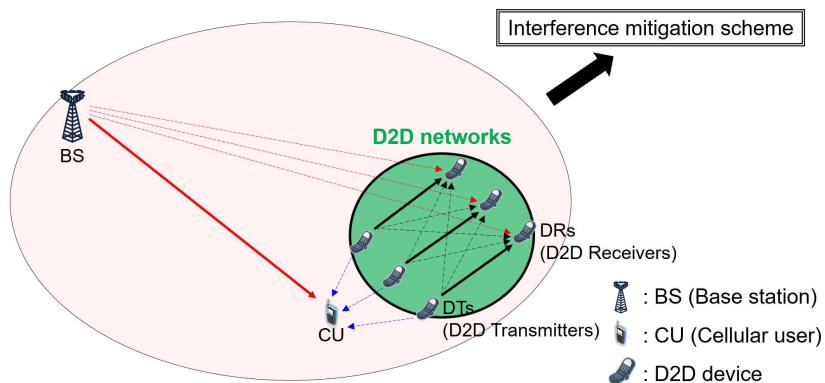 Interference mitigation scheme
BS
D2D networks
DRs
(D2D Receivers)
DTs
(D2D Transmitters)
CU
: BS (Base station)
: CU (Cellular user)
: D2D device